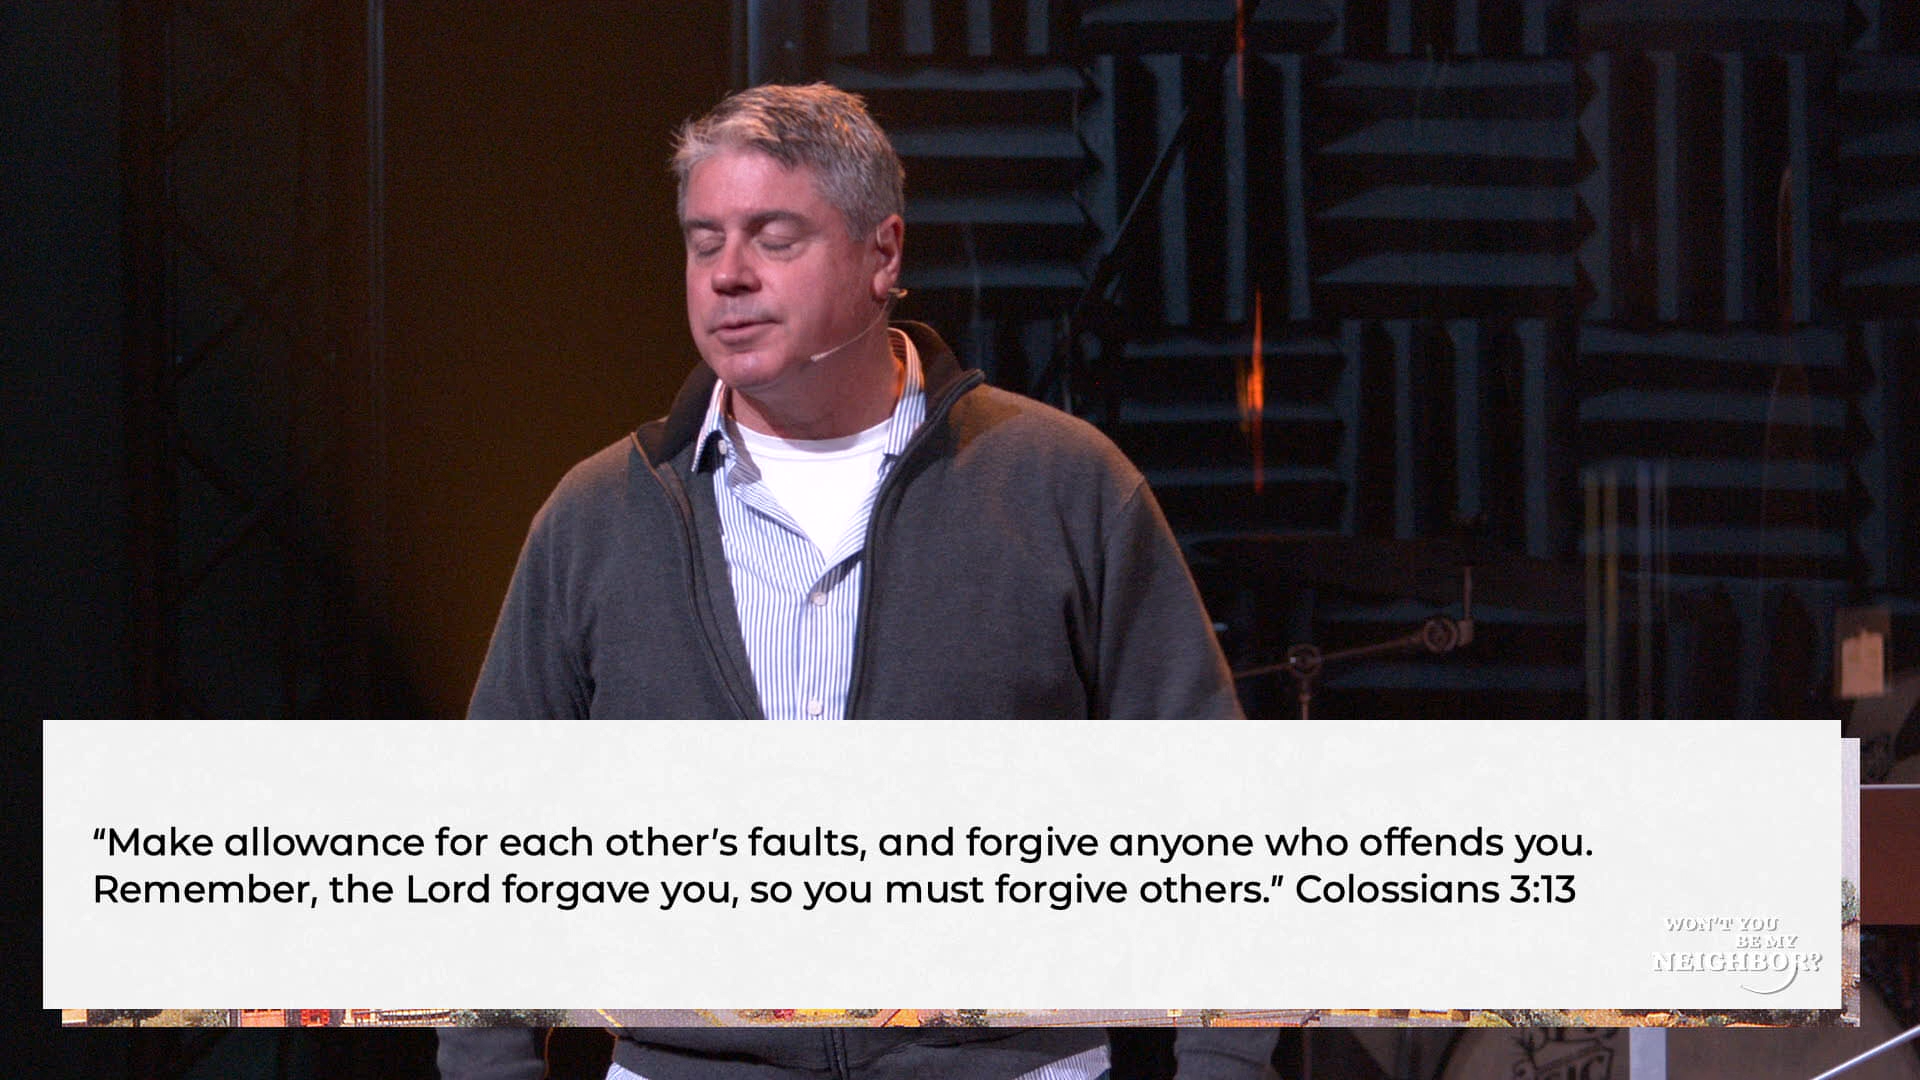 “Make allowance for each other’s faults, and forgive anyone who offends you.
Remember, the Lord forgave you, so you must forgive others.” Colossians 3:13
WON'T YOU
BE MY
NEIGHBOR?